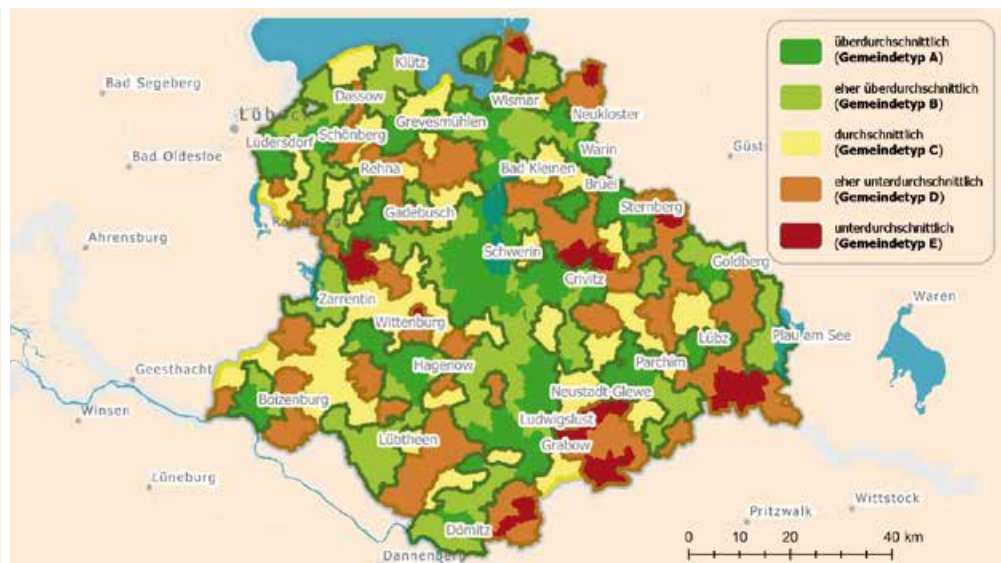 überdurchschnittlich
(Gemeindetyp A)
eher überdurchschnittlich
(Gemeindetyp B)
durchschnittlich
(Gemeindetyp C)
eher unterdurchschnittlich
(Gemeindetyp D)
unterdurchschnittlich
(Gemeindetyp E)
Klütz
Bad Segeberg
Dassow
Wismar
Lübeck
Grevesmühlen
Neukloster
Schönberg
Lüdersdorf
Warin
Bad Oldesloe
Rehna
Bad Kleinen
Brüel
Gadebusch
Sternberg
Ahrensburg
Schwerin
Goldberg
Crivitz
Zarrentin
Waren
Wittenburg
Plau am See
Lübz
Geesthacht
Hagenow
Parchim
Boizenburg
Neustadt-Glewe
Winsen
Ludwigslust
Lübtheen
Grabow
Lüneburg
Wittstock
Pritzwalk
Dömitz
Dannenberg
0 10 20 40 km